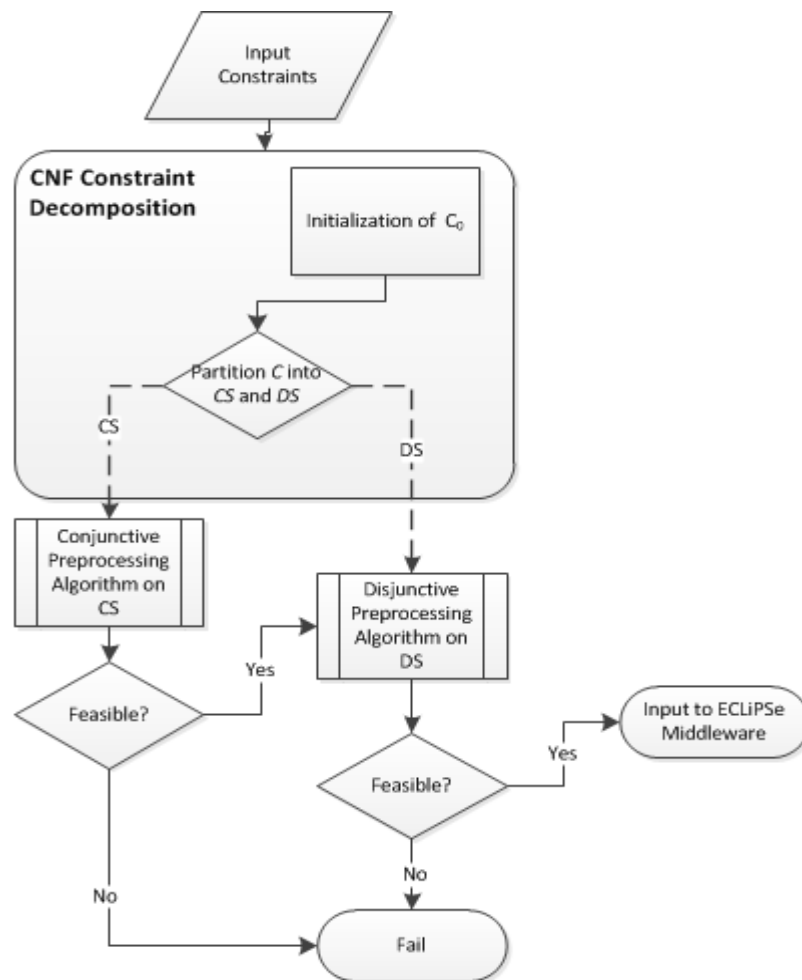 Input
Constraints
CNF Constraint
Decomposition
Initialization of C₀
Partition C into
CS and DS
CS
DS
Conjunctive
Preprocessing
Algorithm on
CS
Disjunctive
Preprocessing
Algorithm on
DS
Yes
Feasible?
Input to ECLiPSe
Middleware
Yes
Feasible?
No
No
Fail